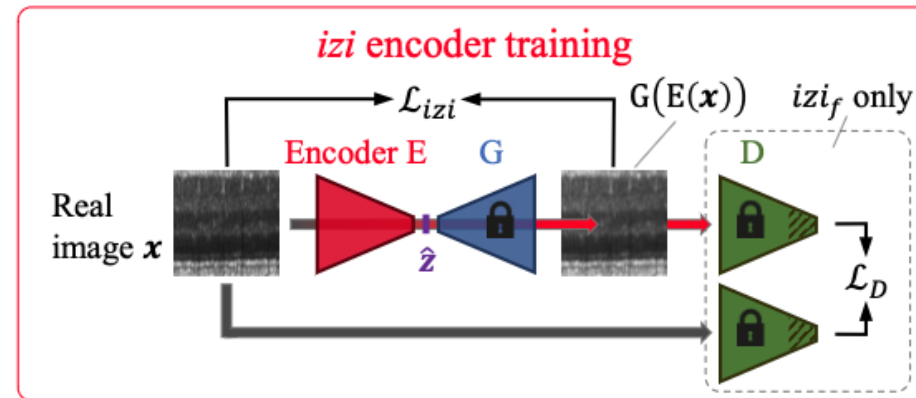 izi encoder training
ℒ_izi
G(E(𝒙))
izi_f only
Encoder E
G
D
Real
image 𝒙
ẑ
ℒ_D